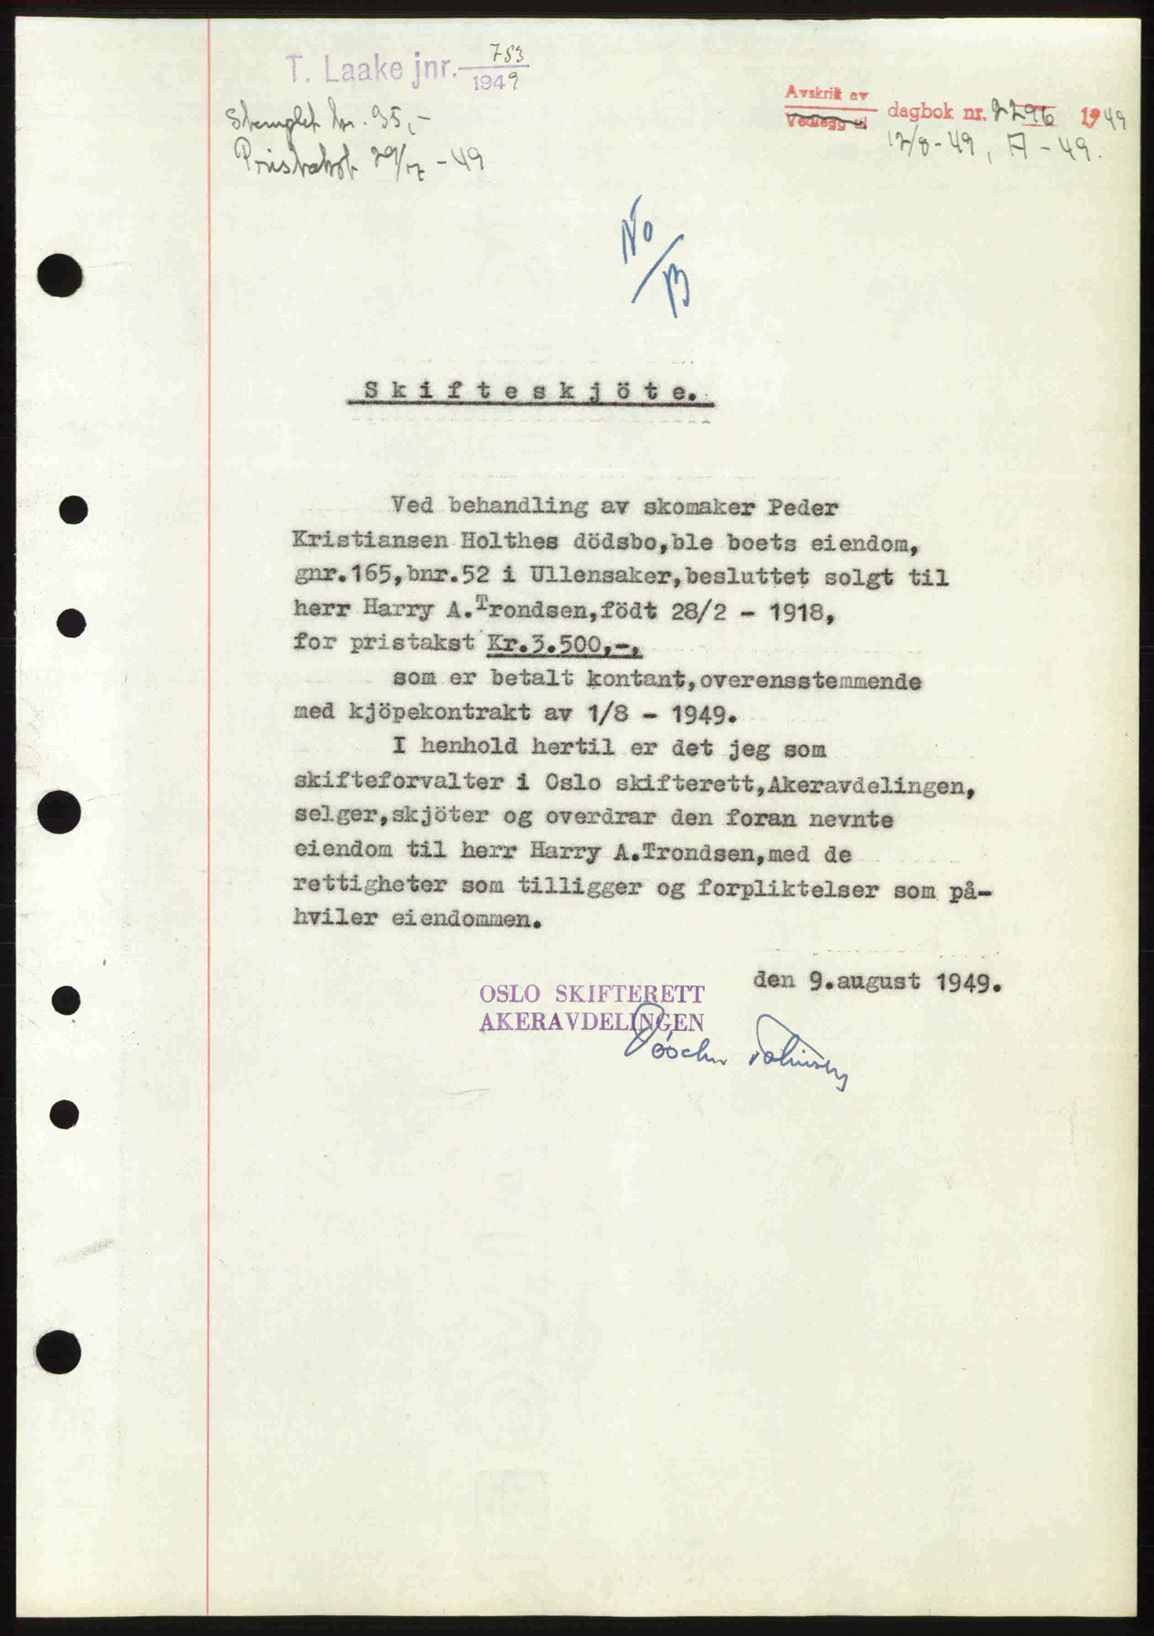 T. Laake jnr. 753
1949
Stemplet kr. 35,-
Pristakst 29/7 - 49
Avskrift av
Vedlegg til
dagbok nr. 2296 1949
12/8-49, A - 49.
No
/B
Skifteskjöte.
Ved behandling av skomaker Peder
Kristiansen Holthes dödsbo,ble boets eiendom,
gnr.165,bnr.52 i Ullensaker,besluttet solgt til
herr Harry A.Trondsen,födt 28/2 - 1918,
for pristakst Kr.3.500,-,
som er betalt kontant,overensstemmende
med kjöpekontrakt av 1/8 - 1949.
I henhold hertil er det jeg som
skifteforvalter i Oslo skifterett,Akeravdelingen,
selger,skjöter og overdrar den foran nevnte
eiendom til herr Harry A.Trondsen,med de
rettigheter som tilligger og forpliktelser som på-
hviler eiendommen.
den 9.august 1949.
OSLO SKIFTERETT
AKERAVDELINGEN